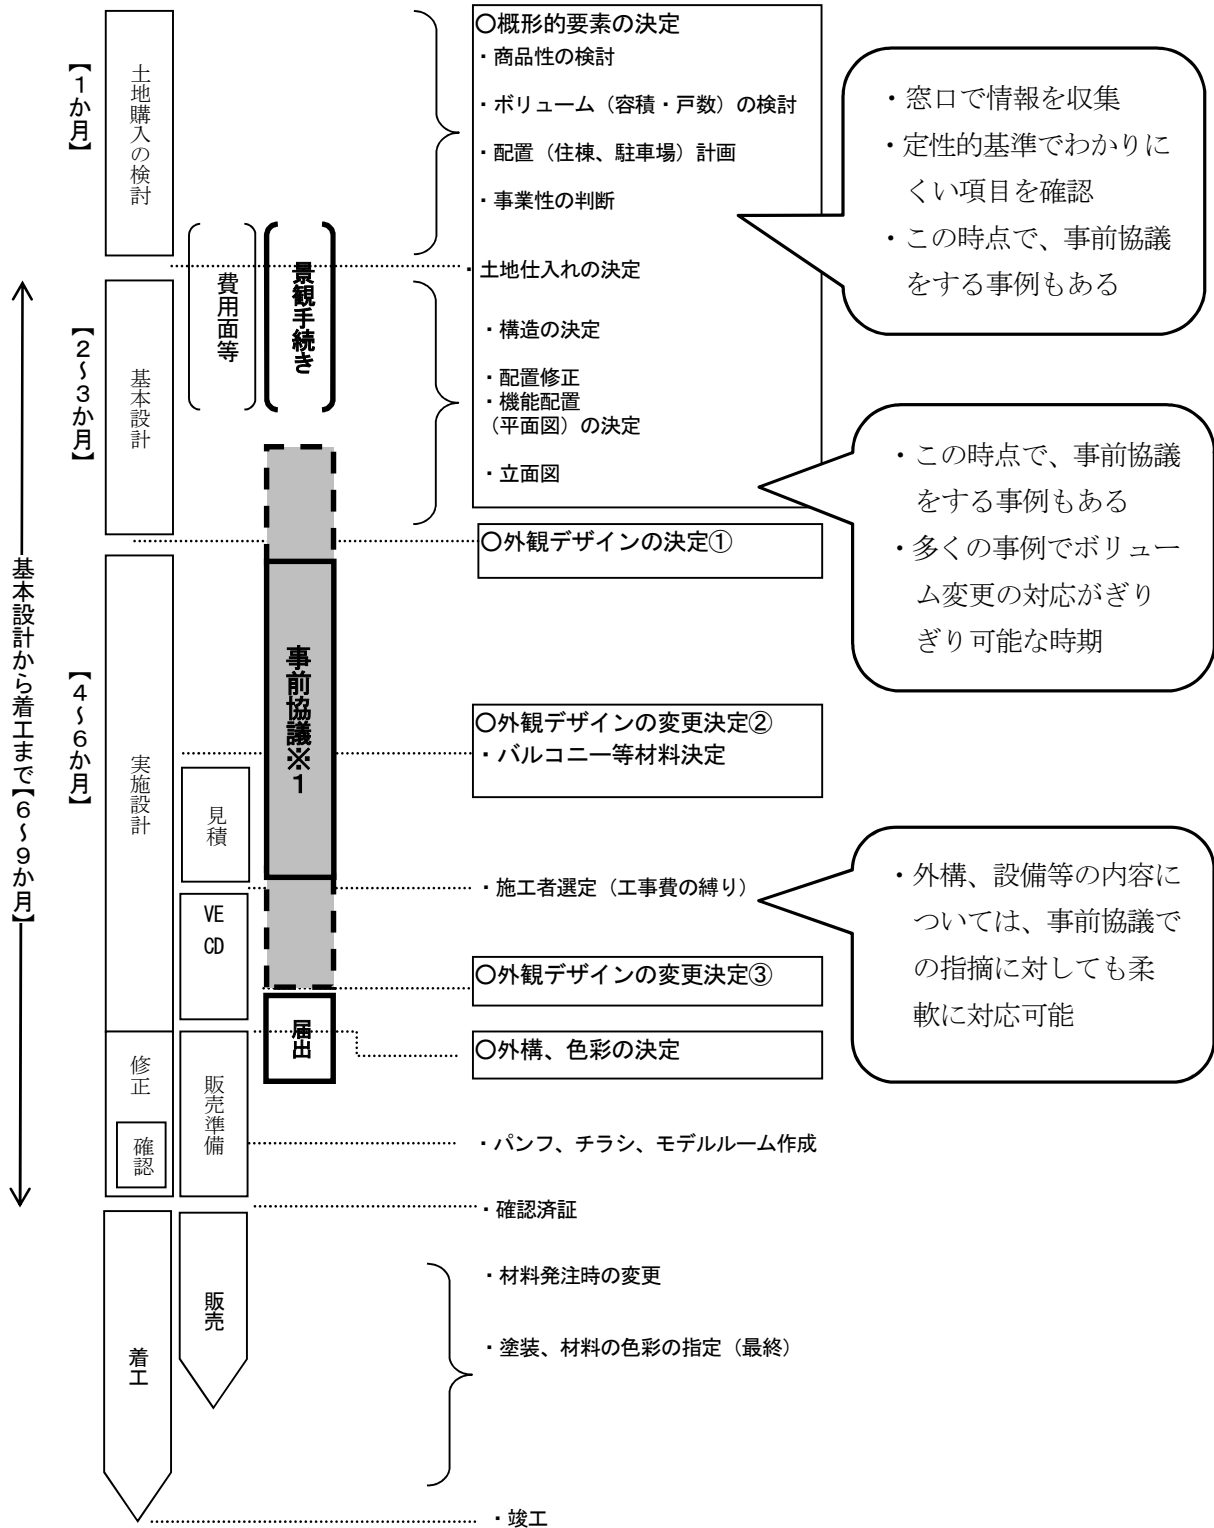 【1か月】
土地購入の検討
〇概形的要素の決定
・商品性の検討
・ボリューム（容積・戸数）の検討
・配置（住棟、駐車場）計画
・事業性の判断
・窓口で情報を収集
・定性的基準でわかりに
くい項目を確認
・この時点で、事前協議
をする事例もある
費用面等
景観手続き
・土地仕入れの決定
基本設計から着工まで【6～9か月】
【2～3か月】
基本設計
・構造の決定
・配置修正
・機能配置
（平面図）の決定
・立面図
・この時点で、事前協議
をする事例もある
・多くの事例でボリュー
ム変更の対応がぎり
ぎり可能な時期
〇外観デザインの決定①
【4～6か月】
実施設計
事前協議※1
〇外観デザインの変更決定②
・バルコニー等材料決定
見積
・施工者選定（工事費の縛り）
VE
CD
〇外観デザインの変更決定③
・外構、設備等の内容に
ついては、事前協議で
の指摘に対しても柔
軟に対応可能
届出
〇外構、色彩の決定
修正
確認
販売準備
・パンフ、チラシ、モデルルーム作成
・確認済証
着工
販売
・材料発注時の変更
・塗装、材料の色彩の指定（最終）
・竣工